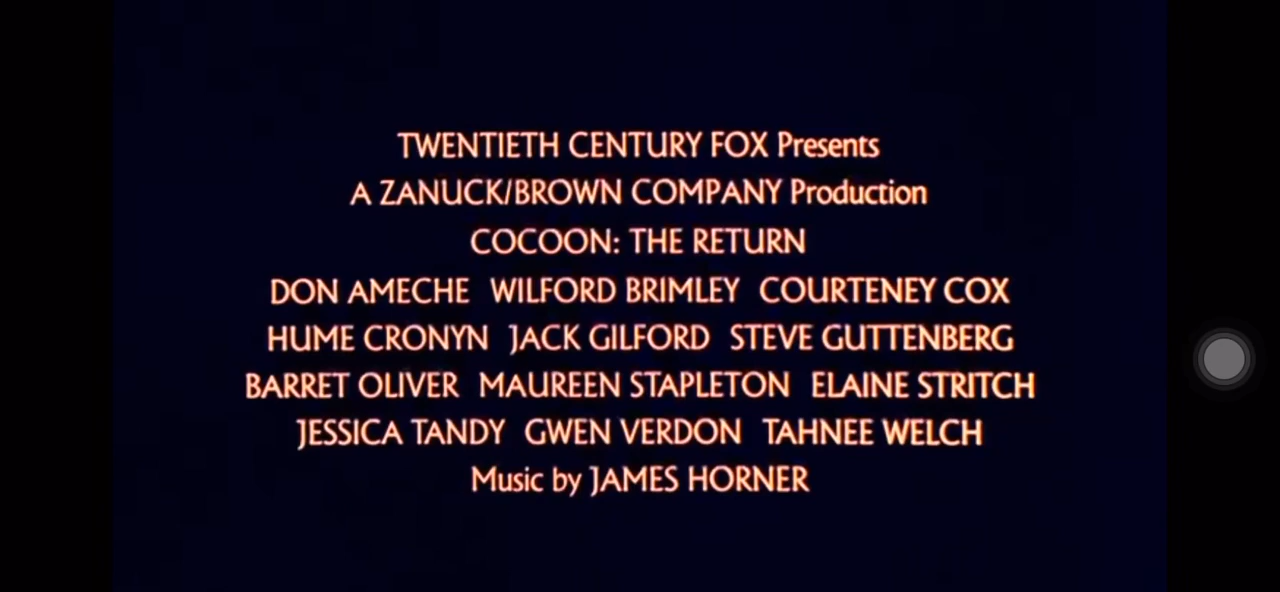 TWENTIETH CENTURY FOX Presents
A ZANUCK/BROWN COMPANY Production
COCOON: THE RETURN
DON AMECHE WILFORD BRIMLEY COURTENEY COX
HUME CRONYN JACK GILFORD STEVE GUTTENBERG
BARRET OLIVER MAUREEN STAPLETON ELAINE STRITCH
JESSICA TANDY GWEN VERDON TAHNEE WELCH
Music by JAMES HORNER